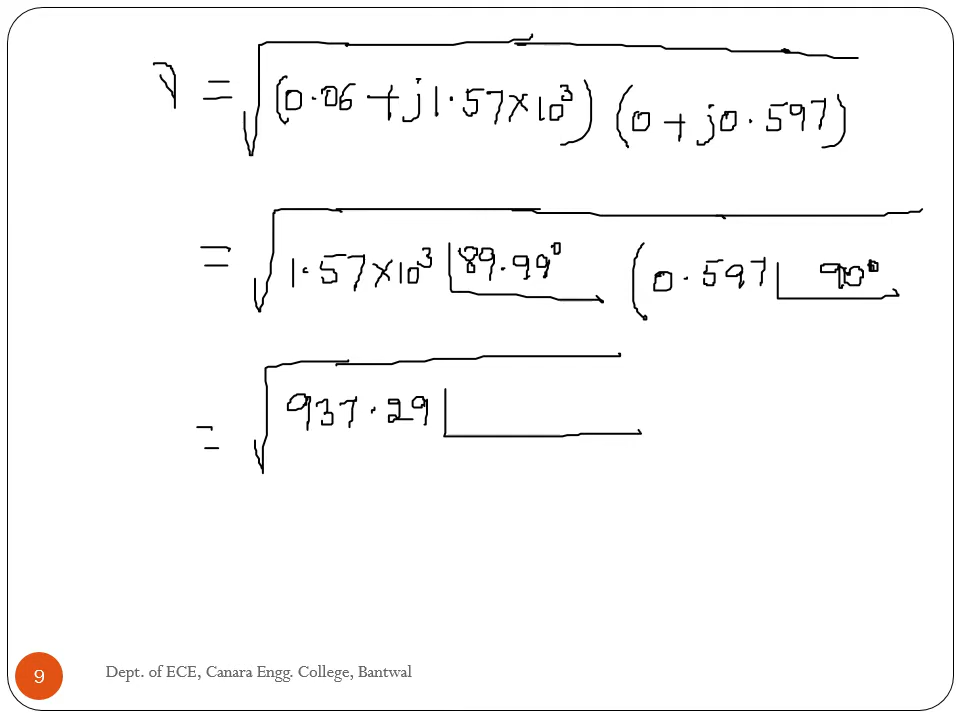 γ = √(0.06 + j1.57×10³) (0 + j0.597)
= √1.57×10³ ∠89.99° (0.597 ∠90°
= √937.29 ∠
9 Dept. of ECE, Canara Engg. College, Bantwal